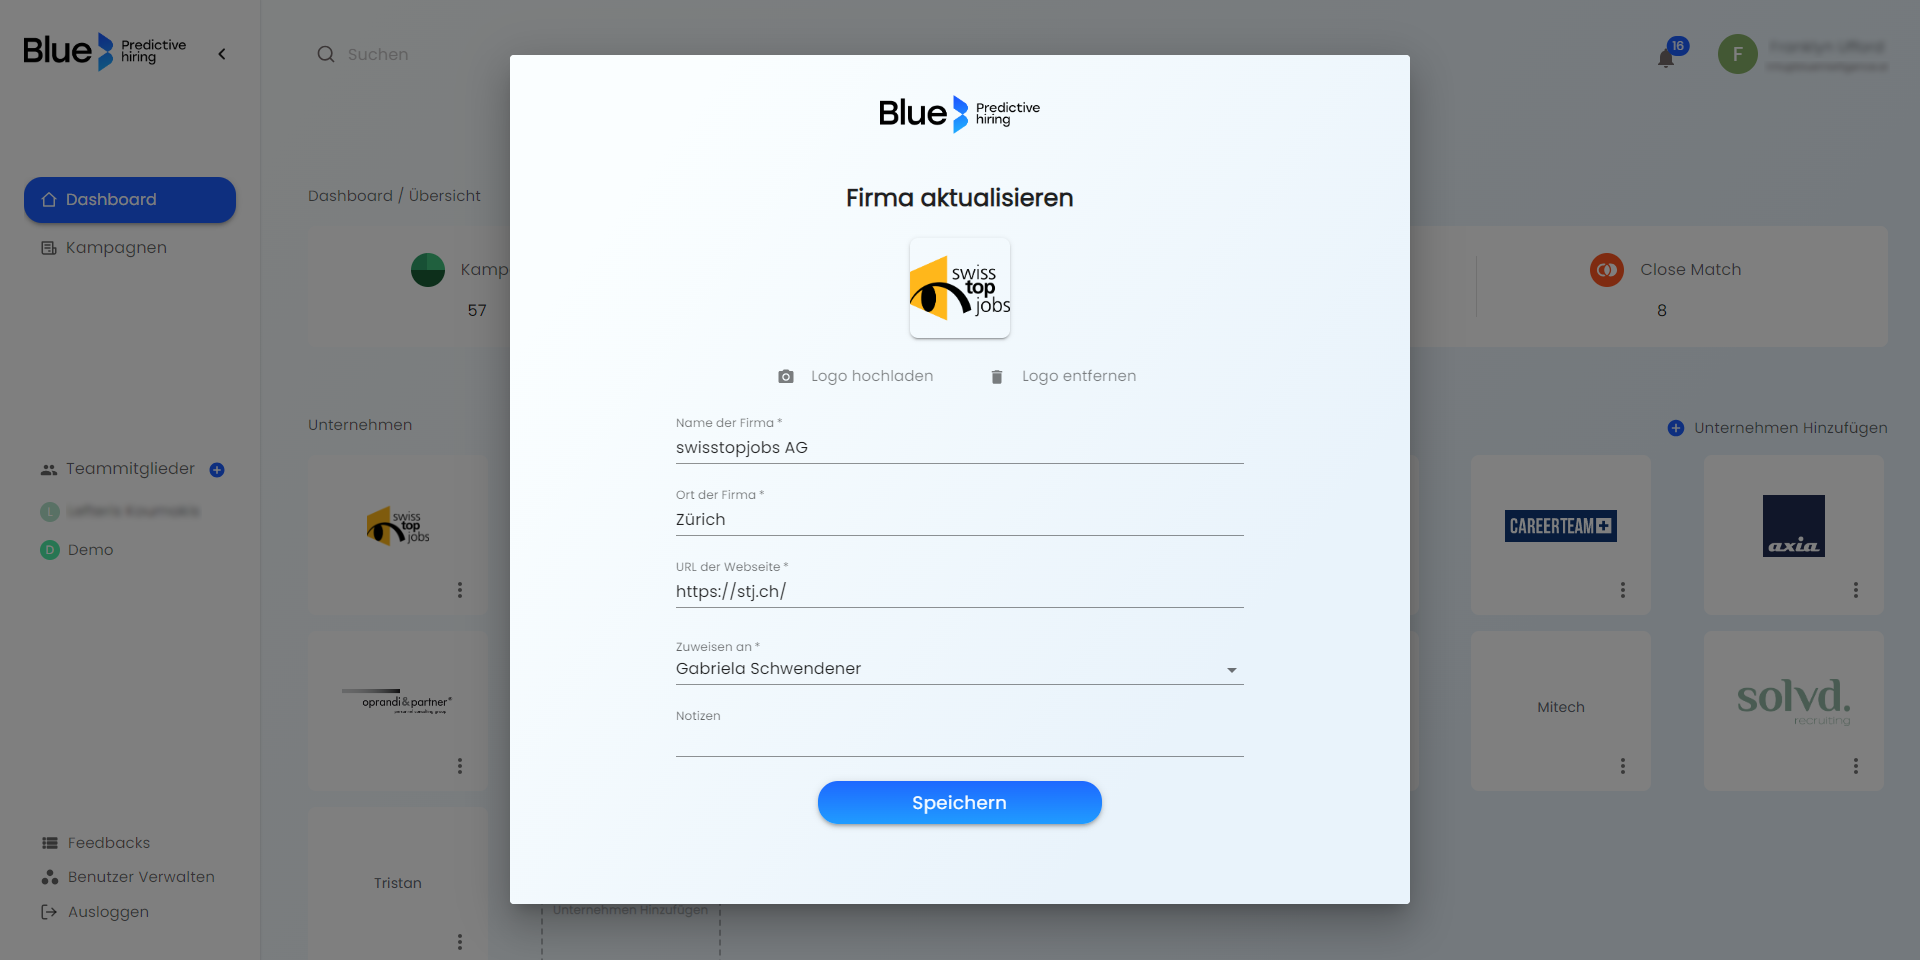 Blue Predictive hiring
Suchen
16
F
Dashboard
Kampagnen
Teammitglieder
L
D Demo
Feedbacks
Benutzer Verwalten
Ausloggen
Dashboard / Übersicht
Kamp
57
Close Match
8
Unternehmen
Unternehmen Hinzufügen
swiss
top
jobs
CAREERTEAM
axia
oprandi & partner
Mitech
solvd.
recruiting
Tristan
Unternehmen Hinzufügen
Blue Predictive hiring
Firma aktualisieren
swiss
top
jobs
Logo hochladen
Logo entfernen
Name der Firma *
swisstopjobs AG
Ort der Firma *
Zürich
URL der Webseite *
https://stj.ch/
Zuweisen an *
Gabriela Schwendener
Notizen
Speichern